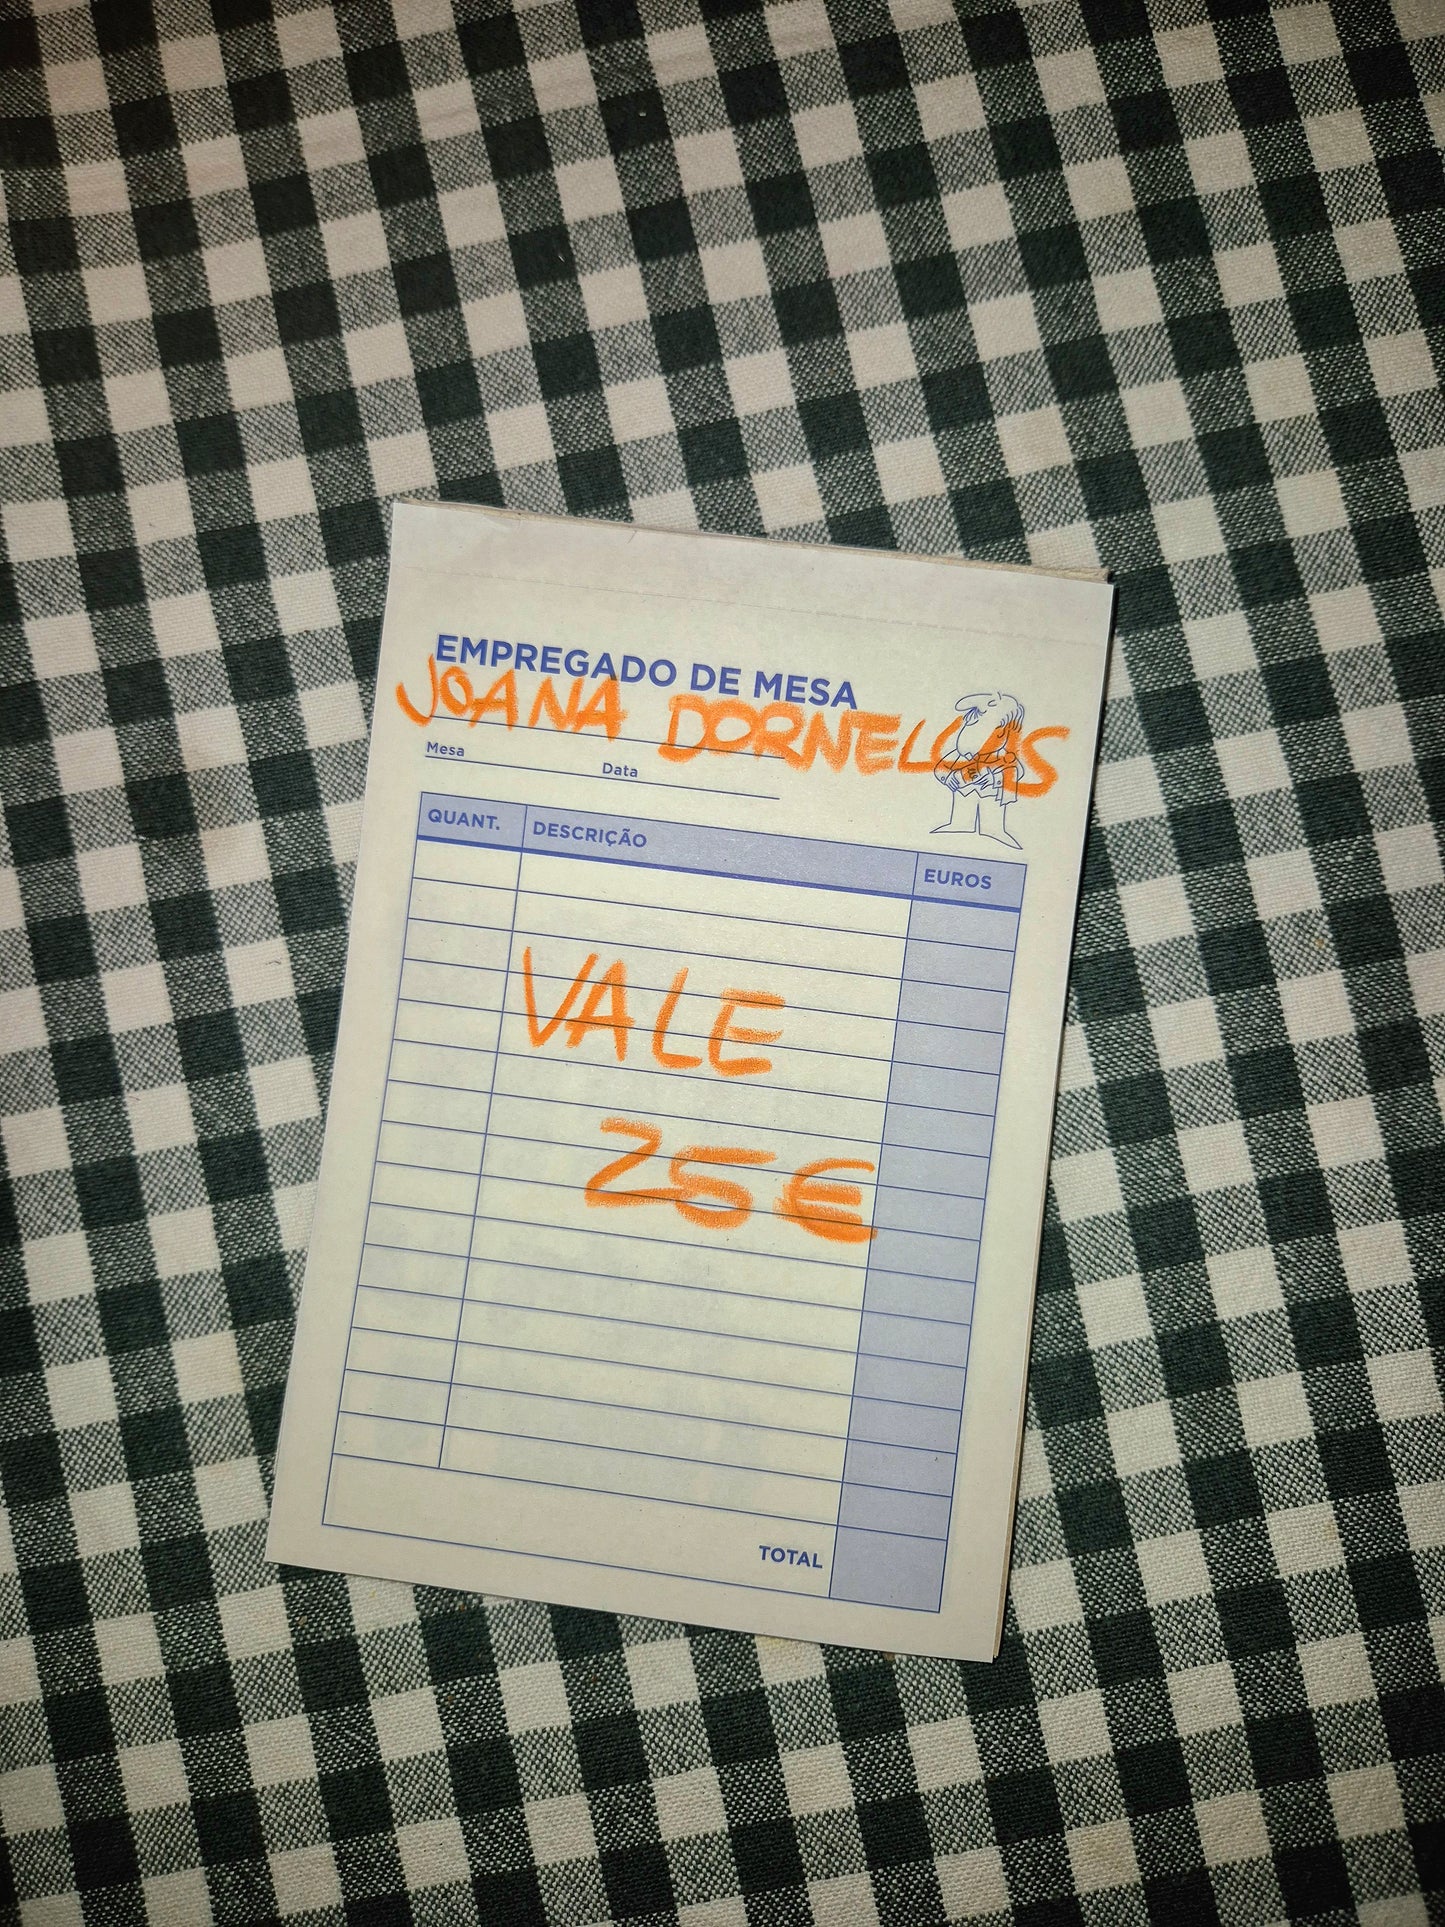 EMPREGADO DE MESA
JOANA DORNELLAS
Mesa
Data
QUANT. DESCRIÇÃO EUROS
VALE
25€
TOTAL